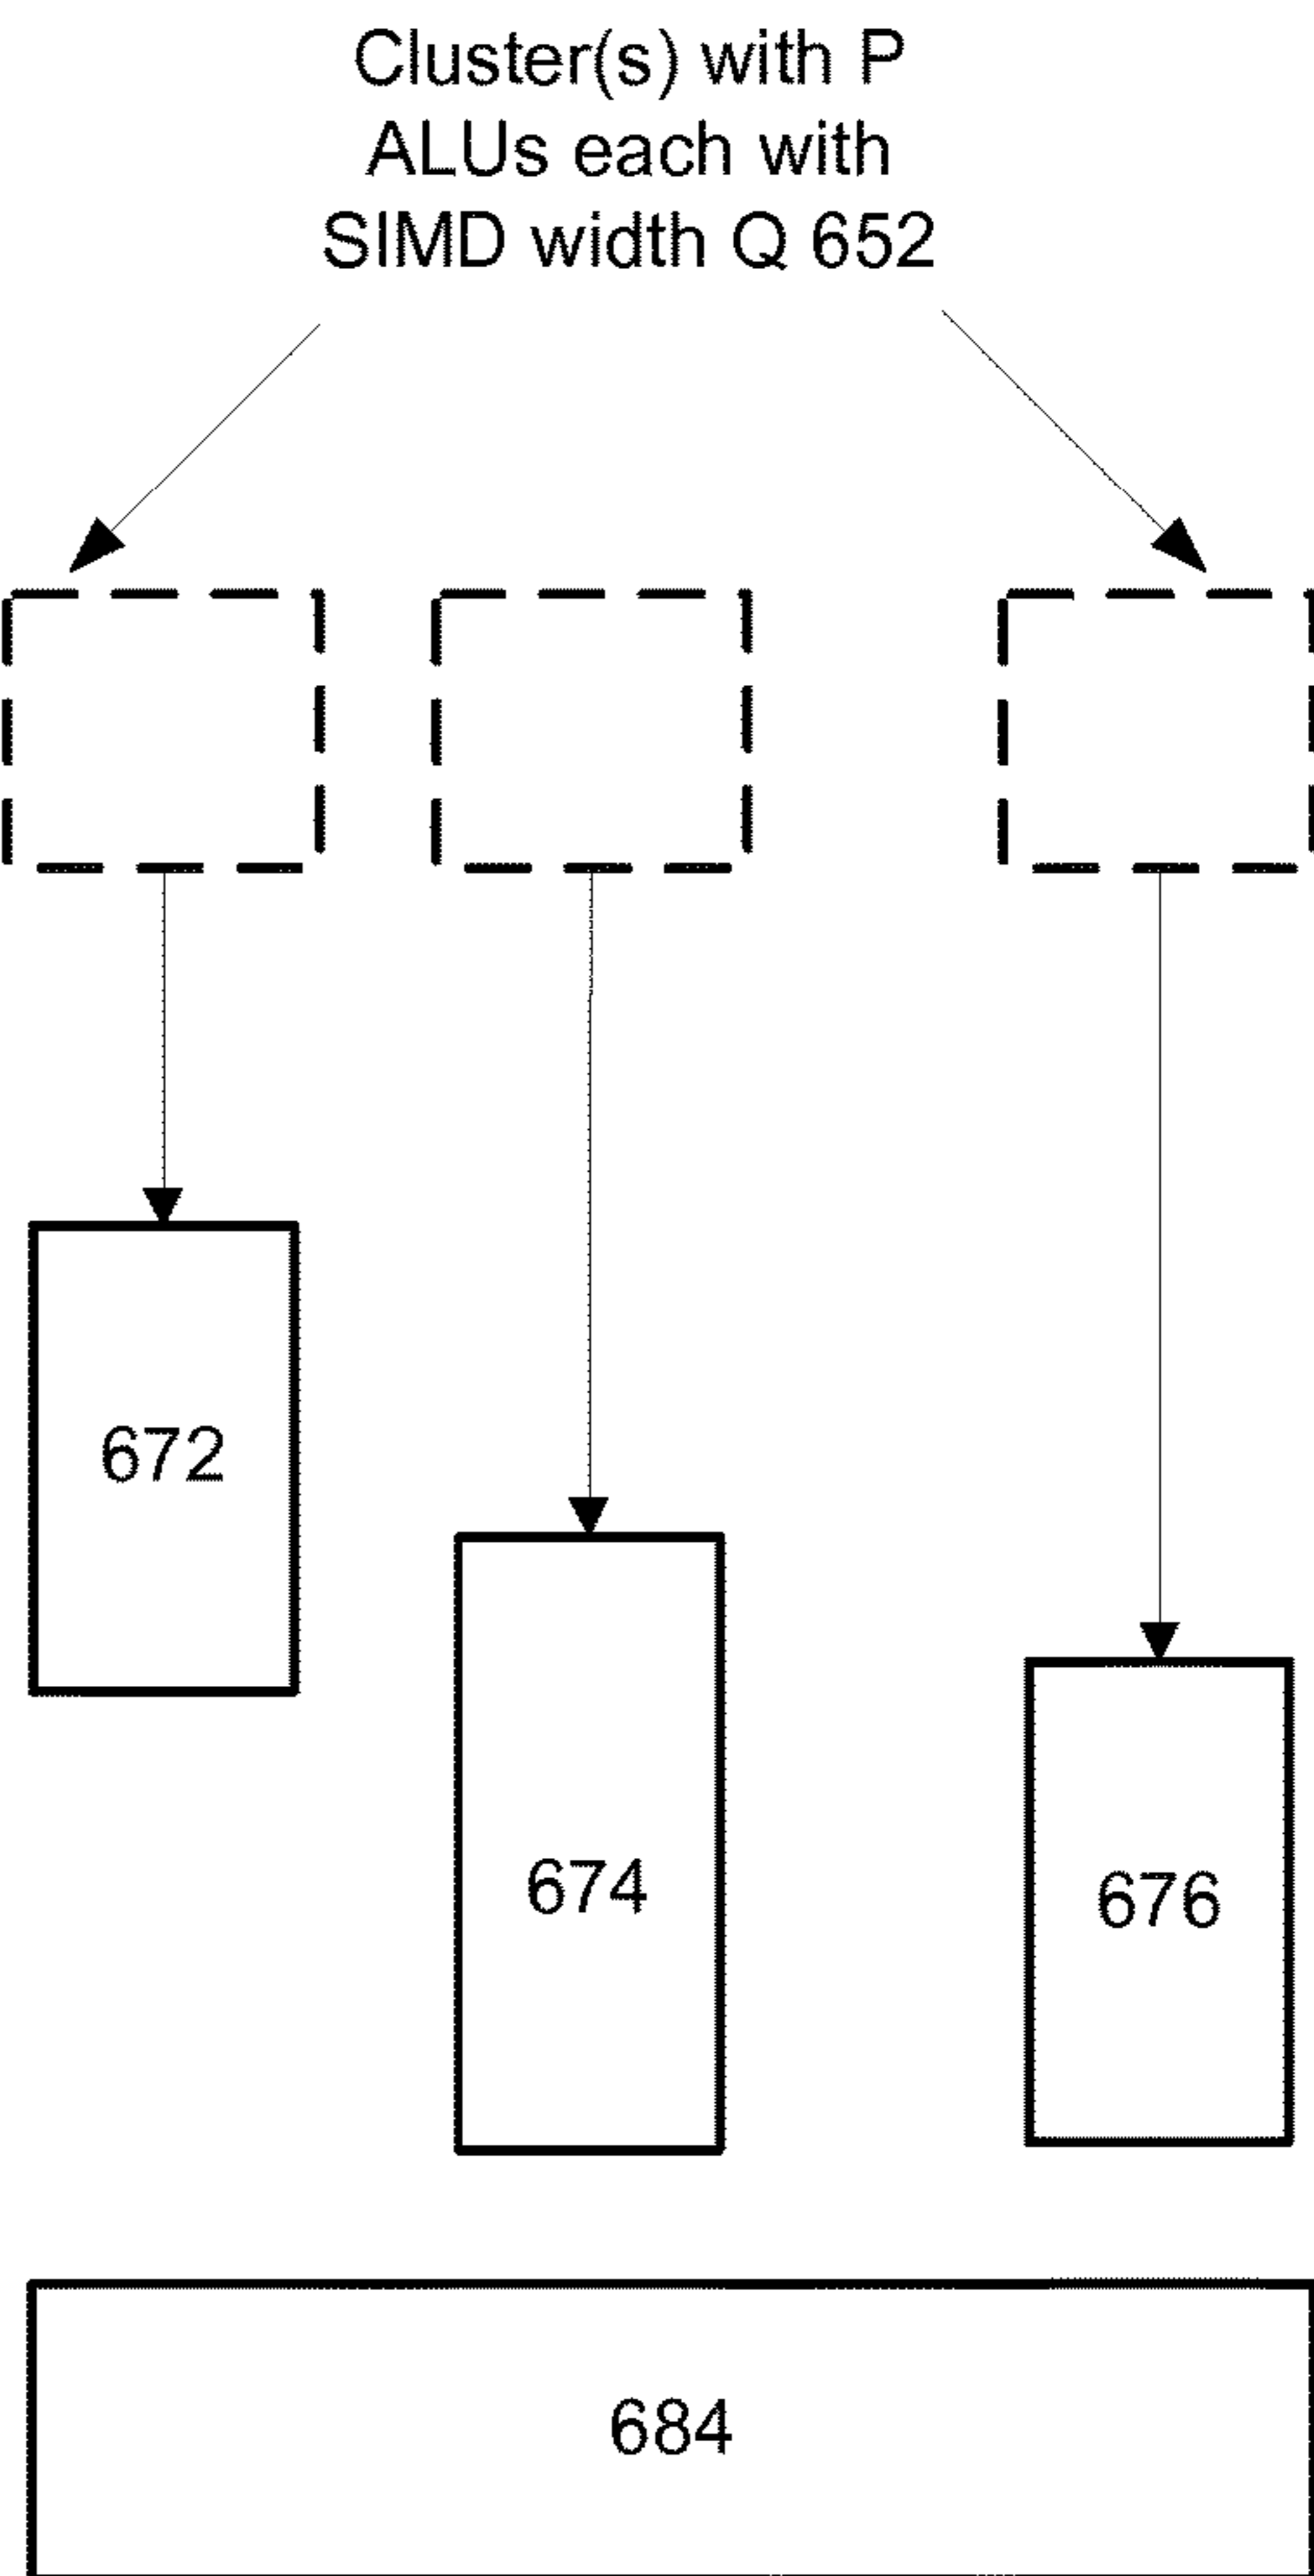 Cluster(s) with P
ALUs each with
SIMD width Q 652
672
674
676
684